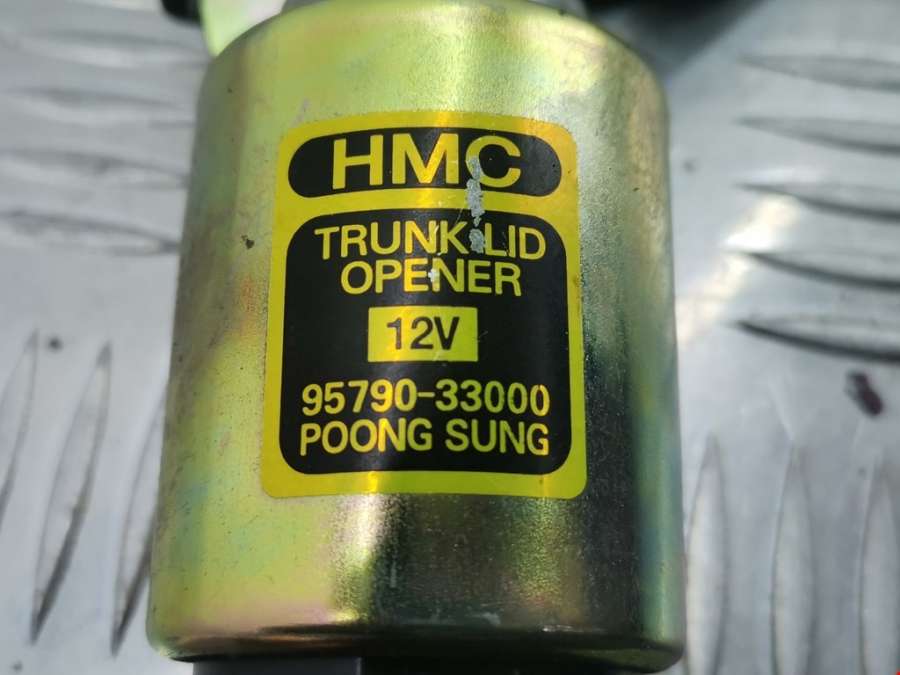 HMC
TRUNK LID
OPENER
12V
95790-33000
POONG SUNG